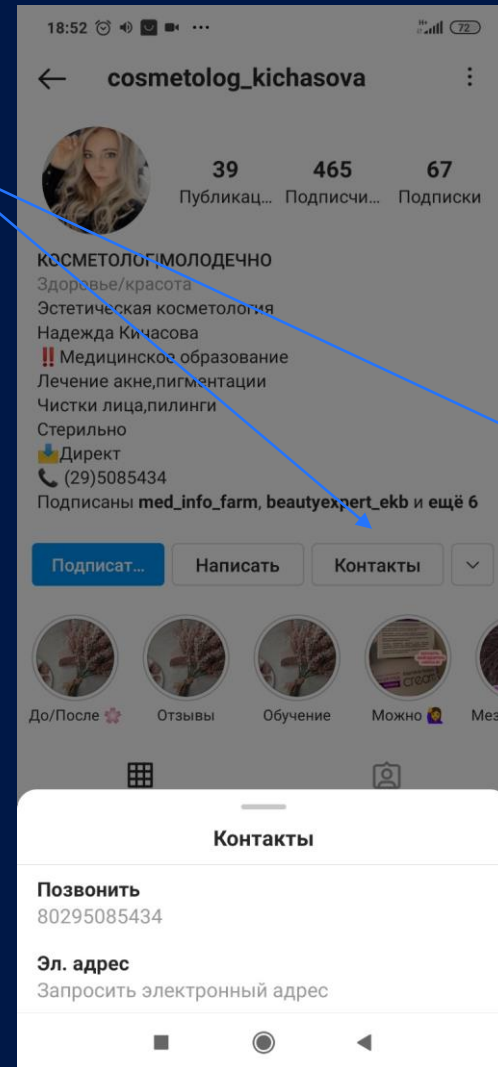 18:52
72
cosmetolog_kichasova
39 465 67
Публикац... Подписчи... Подписки
КОСМЕТОЛОГ|МОЛОДЕЧНО
Здоровье/красота
Эстетическая косметология
Надежда Кичасова
‼️Медицинское образование
Лечение акне,пигментации
Чистки лица,пилинги
Стерильно
📩Директ
📞 (29)5085434
Подписаны med_info_farm, beautyexpert_ekb и ещё 6
Подписат... Написать Контакты
До/После 🌸 Отзывы Обучение Можно 🙋‍♀️ Мез
Контакты
Позвонить
80295085434
Эл. адрес
Запросить электронный адрес